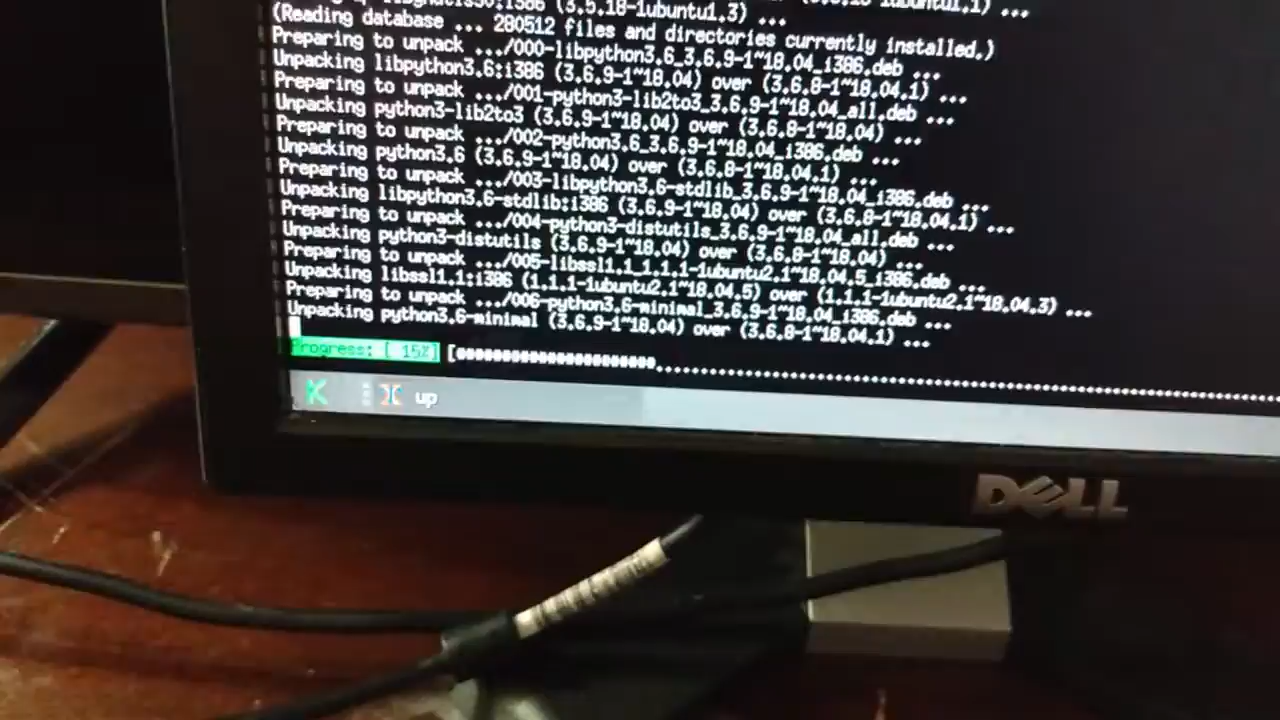 (3.5.18-1ubuntu1.3) ...
(Reading database ... 280512 files and directories currently installed.)
Preparing to unpack .../000-libpython3.6_3.6.9-1~18.04_i386.deb ...
Unpacking libpython3.6:i386 (3.6.9-1~18.04) over (3.6.8-1~18.04.1) ...
Preparing to unpack .../001-python3-lib2to3_3.6.9-1~18.04_all.deb ...
Unpacking python3-lib2to3 (3.6.9-1~18.04) over (3.6.8-1~18.04) ...
Preparing to unpack .../002-python3.6_3.6.9-1~18.04_i386.deb ...
Unpacking python3.6 (3.6.9-1~18.04) over (3.6.8-1~18.04.1) ...
Preparing to unpack .../003-libpython3.6-stdlib_3.6.9-1~18.04_i386.deb ...
Unpacking libpython3.6-stdlib:i386 (3.6.9-1~18.04) over (3.6.8-1~18.04.1) ...
Preparing to unpack .../004-python3-distutils_3.6.9-1~18.04_all.deb ...
Unpacking python3-distutils (3.6.9-1~18.04) over (3.6.8-1~18.04) ...
Preparing to unpack .../005-libssl1.1_1.1.1-1ubuntu2.1~18.04.5_i386.deb ...
Unpacking libssl1.1:i386 (1.1.1-1ubuntu2.1~18.04.5) over (1.1.1-1ubuntu2.1~18.04.3) ...
Preparing to unpack .../006-python3.6-minimal_3.6.9-1~18.04_i386.deb ...
Unpacking python3.6-minimal (3.6.9-1~18.04) over (3.6.8-1~18.04.1) ...
Progress: [ 15%] [######################......................................................
up
DELL